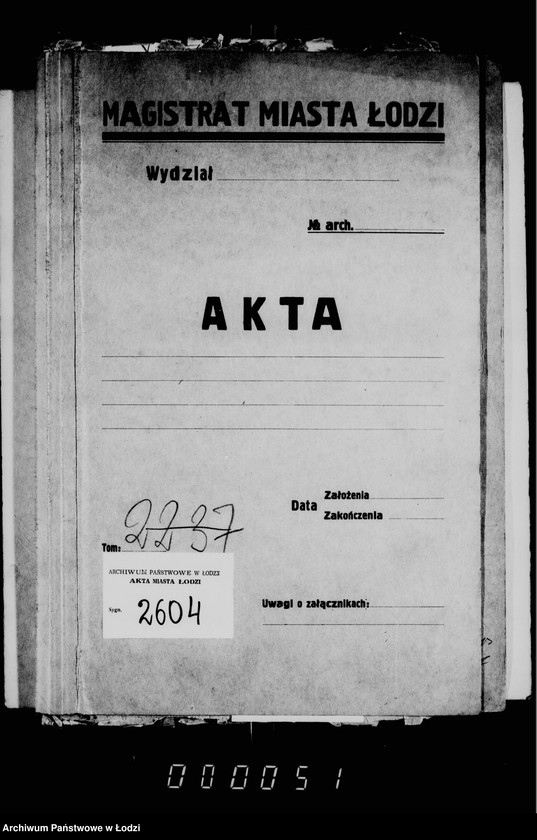 MAGISTRAT MIASTA ŁODZI
Wydział
№ arch.
AKTA
Data Założenia
Zakończenia
2237
Tom:
ARCHIWUM PAŃSTWOWE W ŁODZI
AKTA MIASTA ŁODZI
Sygn. 2604
Uwagi o załącznikach:
000051
Archiwum Państwowe w Łodzi